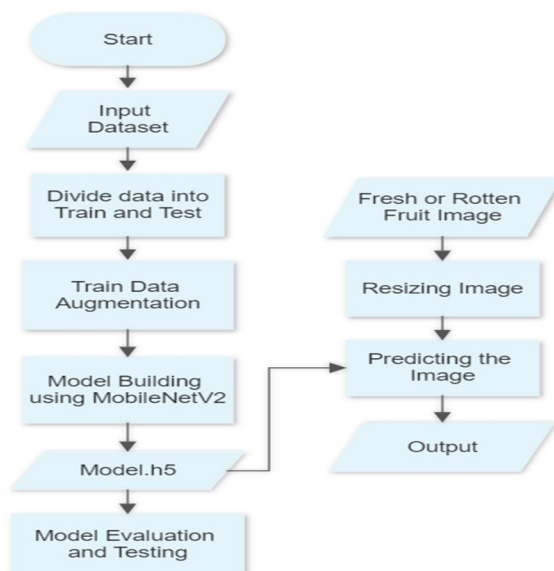 Start
Input
Dataset
Divide data into
Train and Test
Train Data
Augmentation
Model Building
using MobileNetV2
Model.h5
Model Evaluation
and Testing
Fresh or Rotten
Fruit Image
Resizing Image
Predicting the
Image
Output